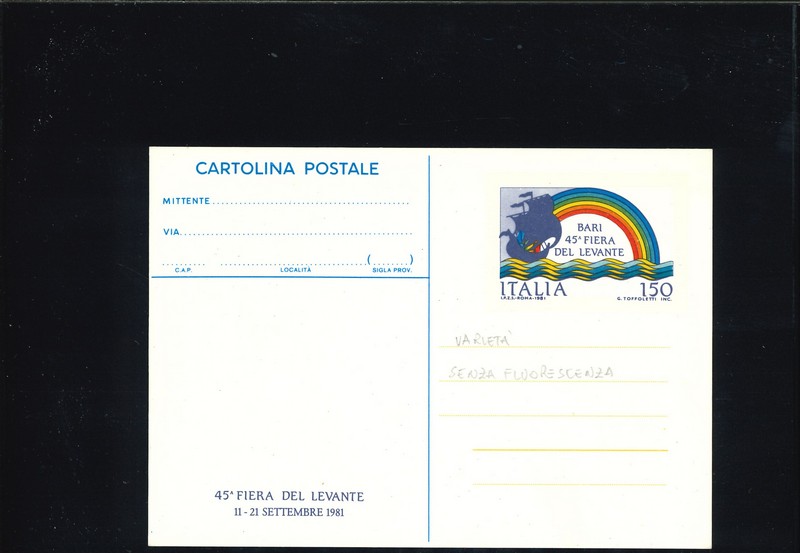 CARTOLINA POSTALE
MITTENTE
VIA
( )
C.A.P. LOCALITÀ SIGLA PROV.
BARI
45ª FIERA
DEL LEVANTE
ITALIA 150
I.P.Z.S.-ROMA-1981 G. TOFFOLETTI INC.
VARIETA'
SENZA FLUORESCENZA
45ª FIERA DEL LEVANTE
11 - 21 SETTEMBRE 1981